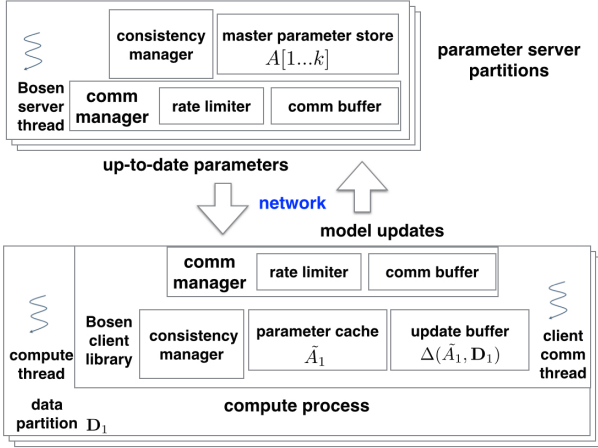 consistency
manager
master parameter store
A[1...k]
parameter server
partitions
Bosen
server
thread
comm
manager
rate limiter
comm buffer
up-to-date parameters
network
model updates
comm
manager
rate limiter
comm buffer
compute
thread
Bosen
client
library
consistency
manager
parameter cache
Ã₁
update buffer
Δ(Ã₁, D₁)
client
comm
thread
data
partition D₁
compute process